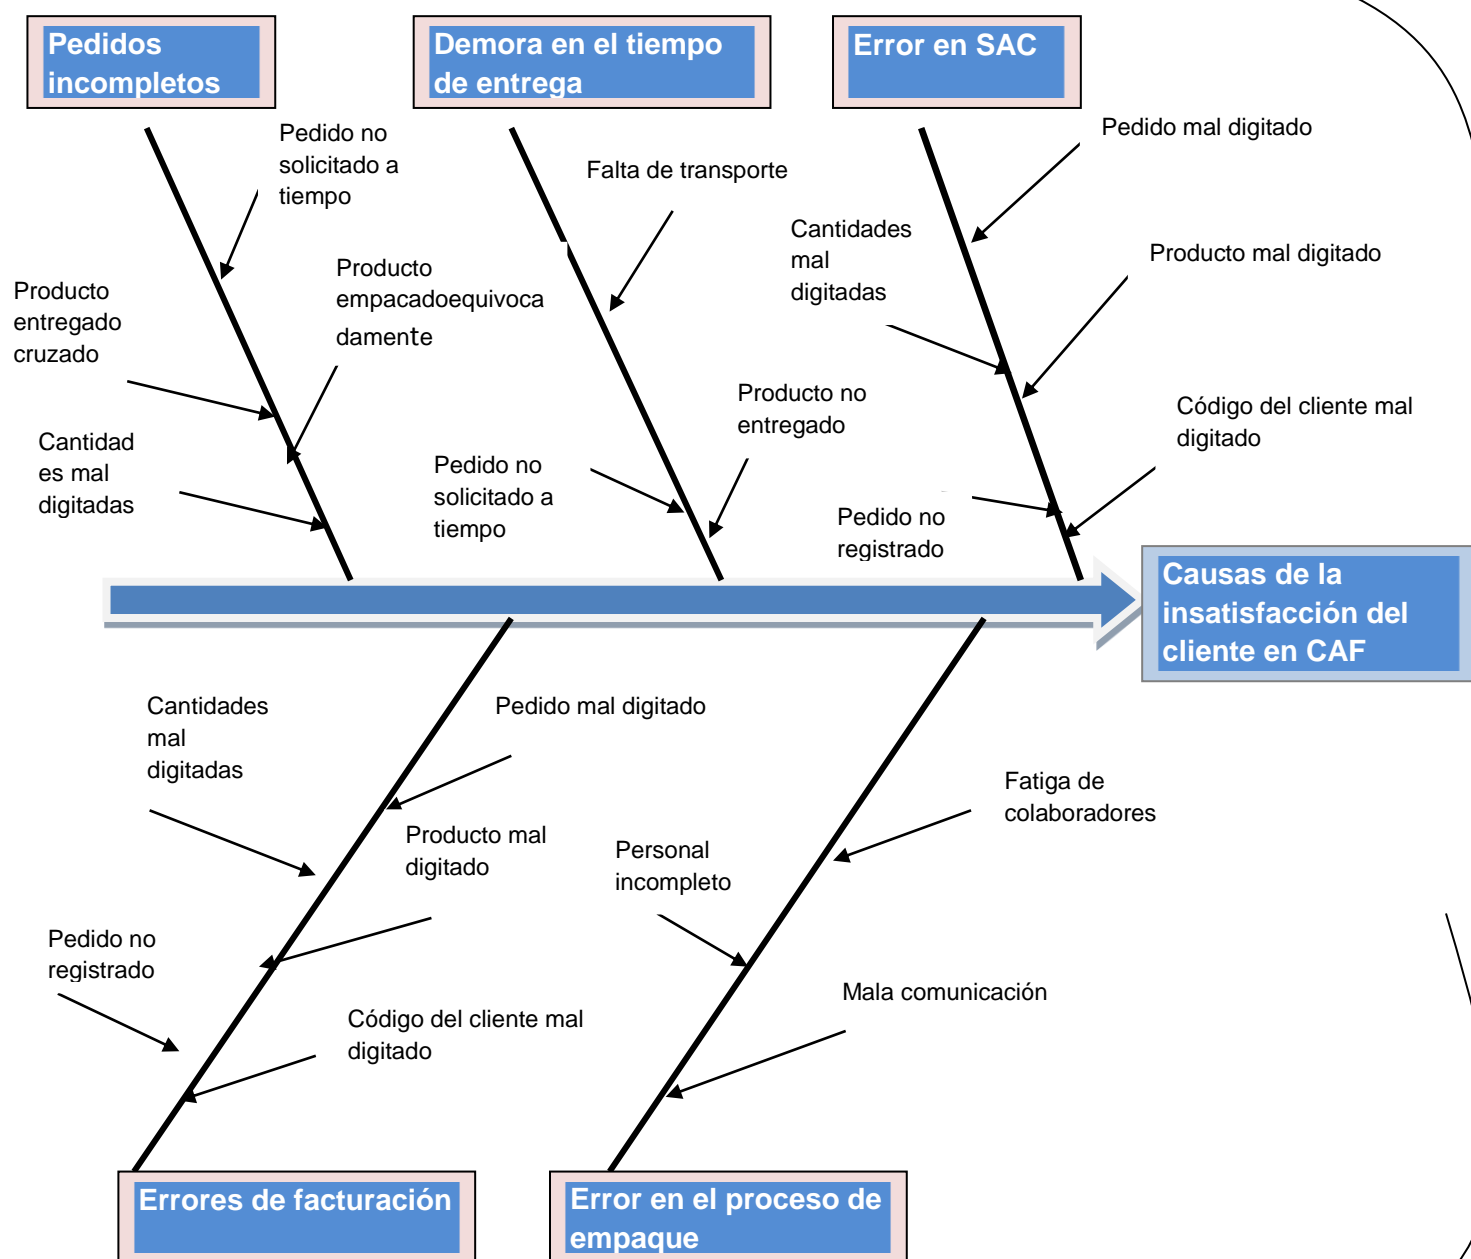 Pedidos
incompletos
Demora en el tiempo
de entrega
Error en SAC
Pedido no
solicitado a
tiempo
Producto
entregado
cruzado
Producto
empacadoequivoca
damente
Cantidad
es mal
digitadas
Falta de transporte
Producto no
entregado
Pedido no
solicitado a
tiempo
Pedido mal digitado
Cantidades
mal
digitadas
Producto mal digitado
Código del cliente mal
digitado
Pedido no
registrado
Causas de la
insatisfacción del
cliente en CAF
Cantidades
mal
digitadas
Pedido mal digitado
Producto mal
digitado
Pedido no
registrado
Código del cliente mal
digitado
Fatiga de
colaboradores
Personal
incompleto
Mala comunicación
Errores de facturación
Error en el proceso de
empaque